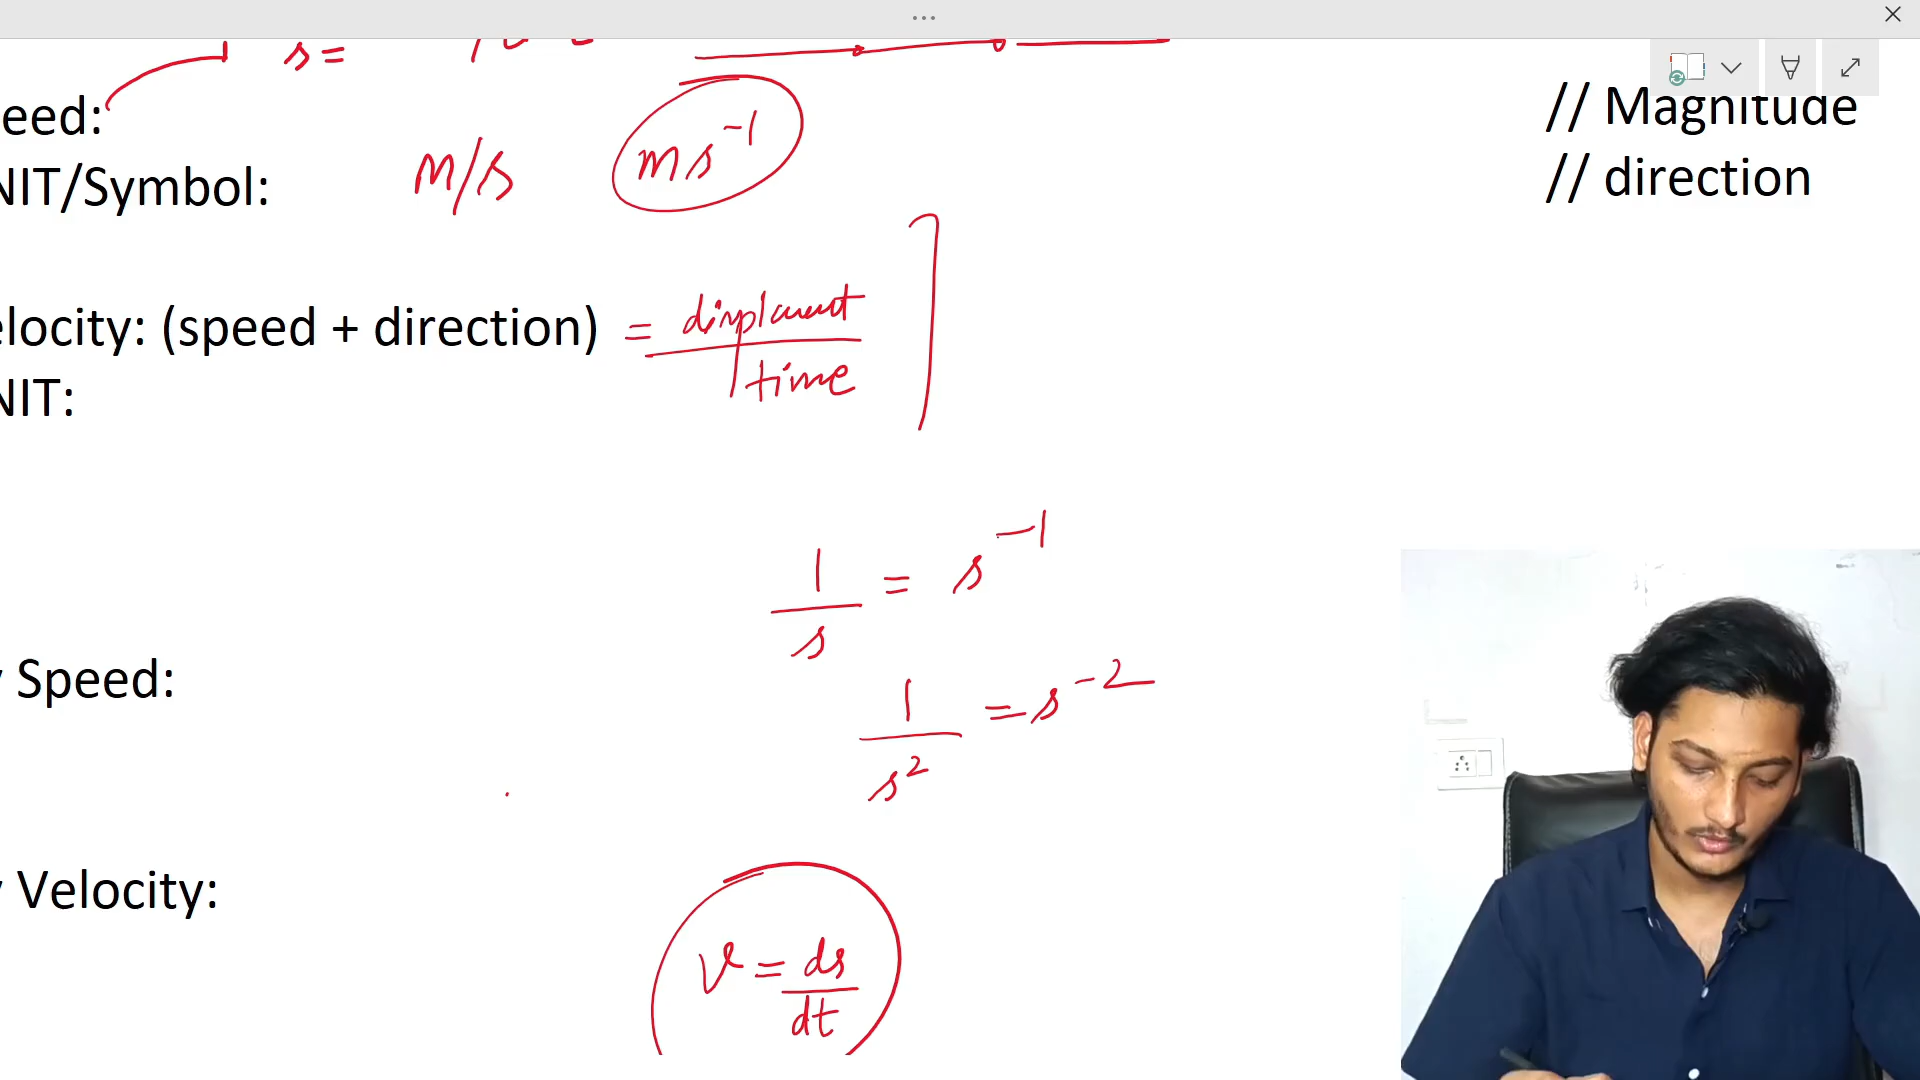 s =
eed:
// Magnitude
NIT/Symbol: m/s ms⁻¹
// direction
elocity: (speed + direction) = displacement / time
NIT:
1/s = s⁻¹
Speed:
1/s² = s⁻²
Velocity:
v = ds/dt